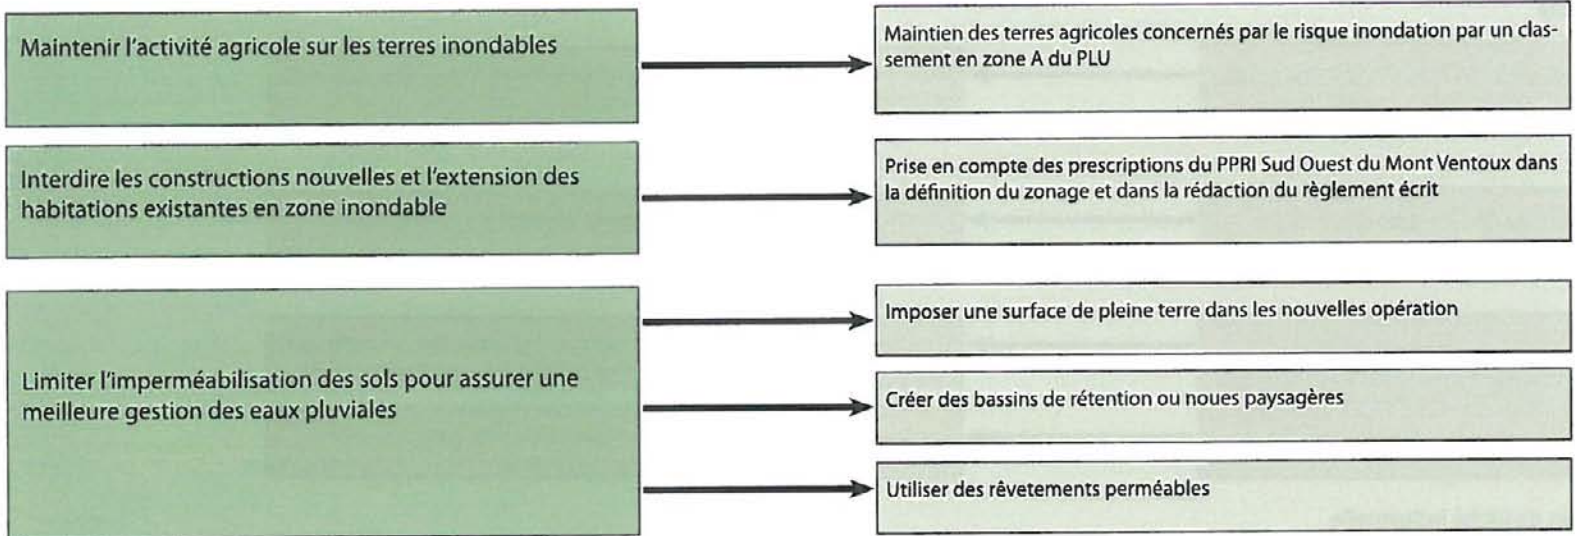 Maintenir l'activité agricole sur les terres inondables
Maintien des terres agricoles concernés par le risque inondation par un clas-
sement en zone A du PLU
Interdire les constructions nouvelles et l'extension des
habitations existantes en zone inondable
Prise en compte des prescriptions du PPRI Sud Ouest du Mont Ventoux dans
la définition du zonage et dans la rédaction du règlement écrit
Limiter l'imperméabilisation des sols pour assurer une
meilleure gestion des eaux pluviales
Imposer une surface de pleine terre dans les nouvelles opération
Créer des bassins de rétention ou noues paysagères
Utiliser des rêvetements perméables